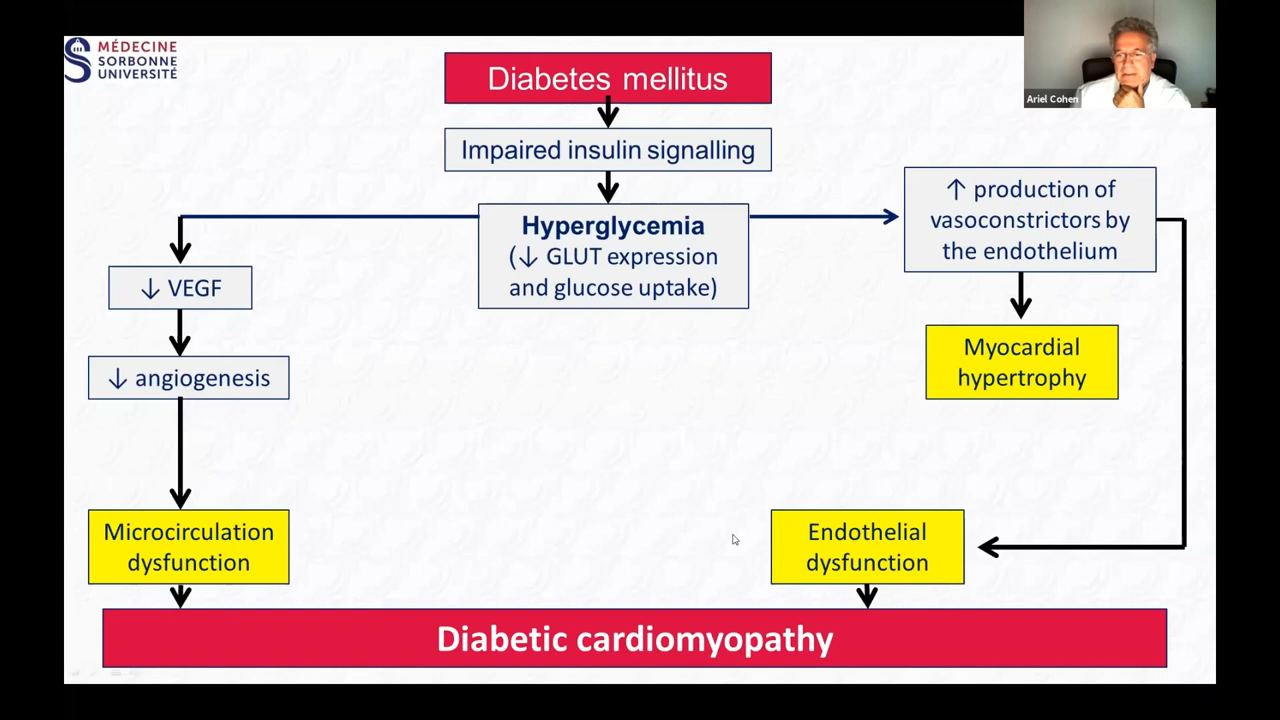 MÉDECINE
SORBONNE
UNIVERSITÉ
Ariel Cohen
Diabetes mellitus
Impaired insulin signalling
Hyperglycemia
(↓ GLUT expression
and glucose uptake)
↑ production of
vasoconstrictors by
the endothelium
↓ VEGF
↓ angiogenesis
Myocardial
hypertrophy
Microcirculation
dysfunction
Endothelial
dysfunction
Diabetic cardiomyopathy